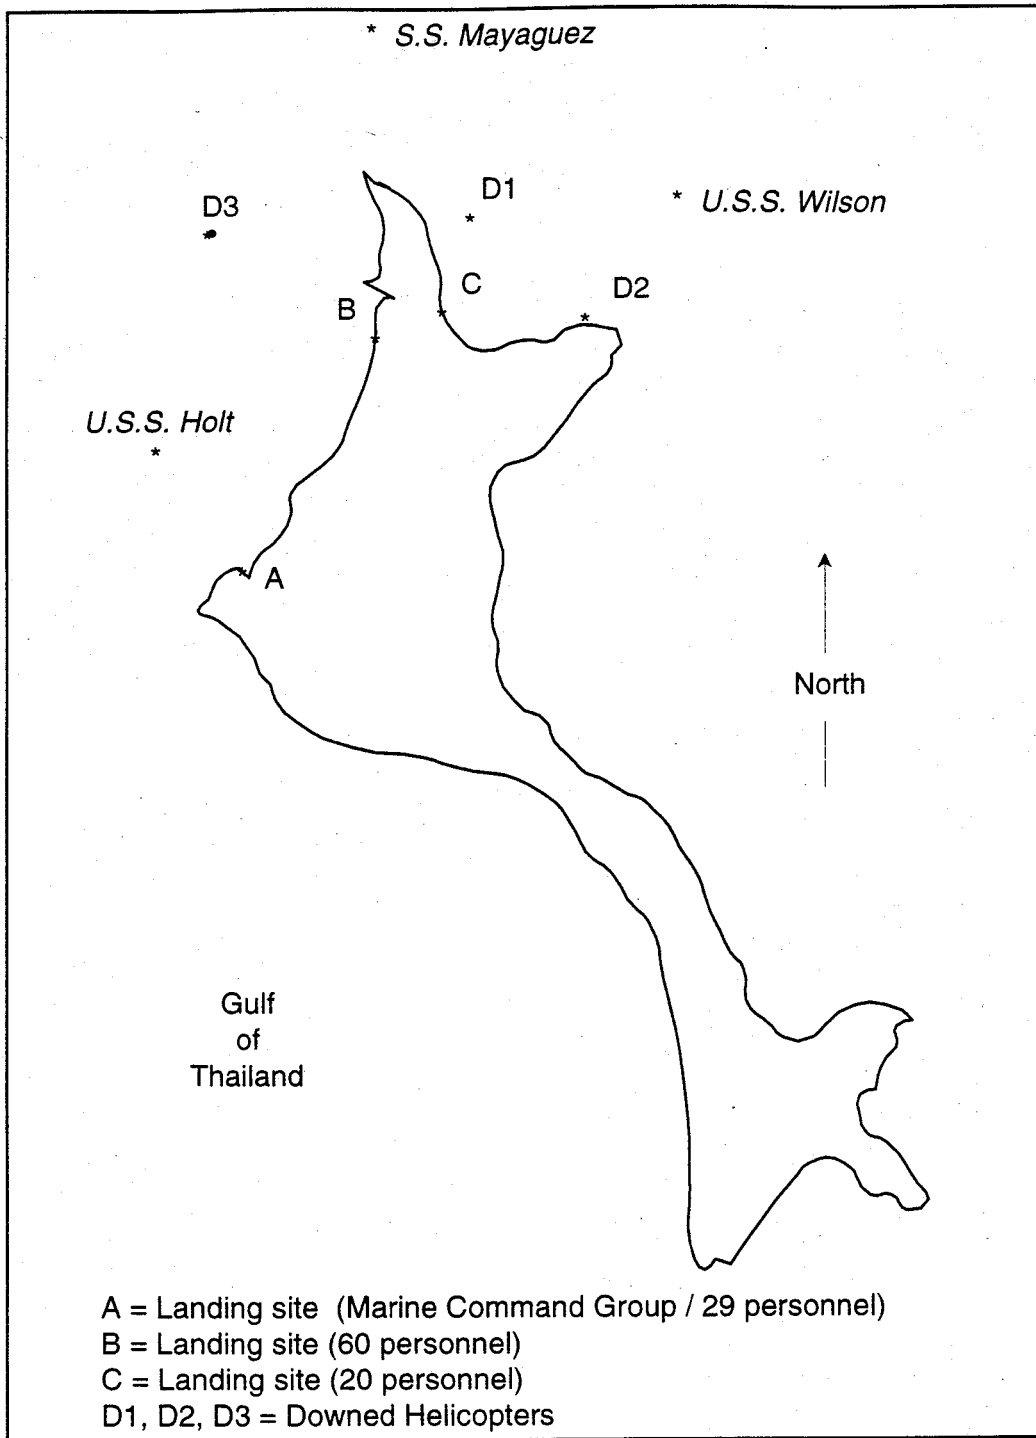 * S.S. Mayaguez
D1
* U.S.S. Wilson
D3
*
*
C
D2
B
*
*
*
U.S.S. Holt
*
* A
North
Gulf
of
Thailand
A = Landing site (Marine Command Group / 29 personnel)
B = Landing site (60 personnel)
C = Landing site (20 personnel)
D1, D2, D3 = Downed Helicopters